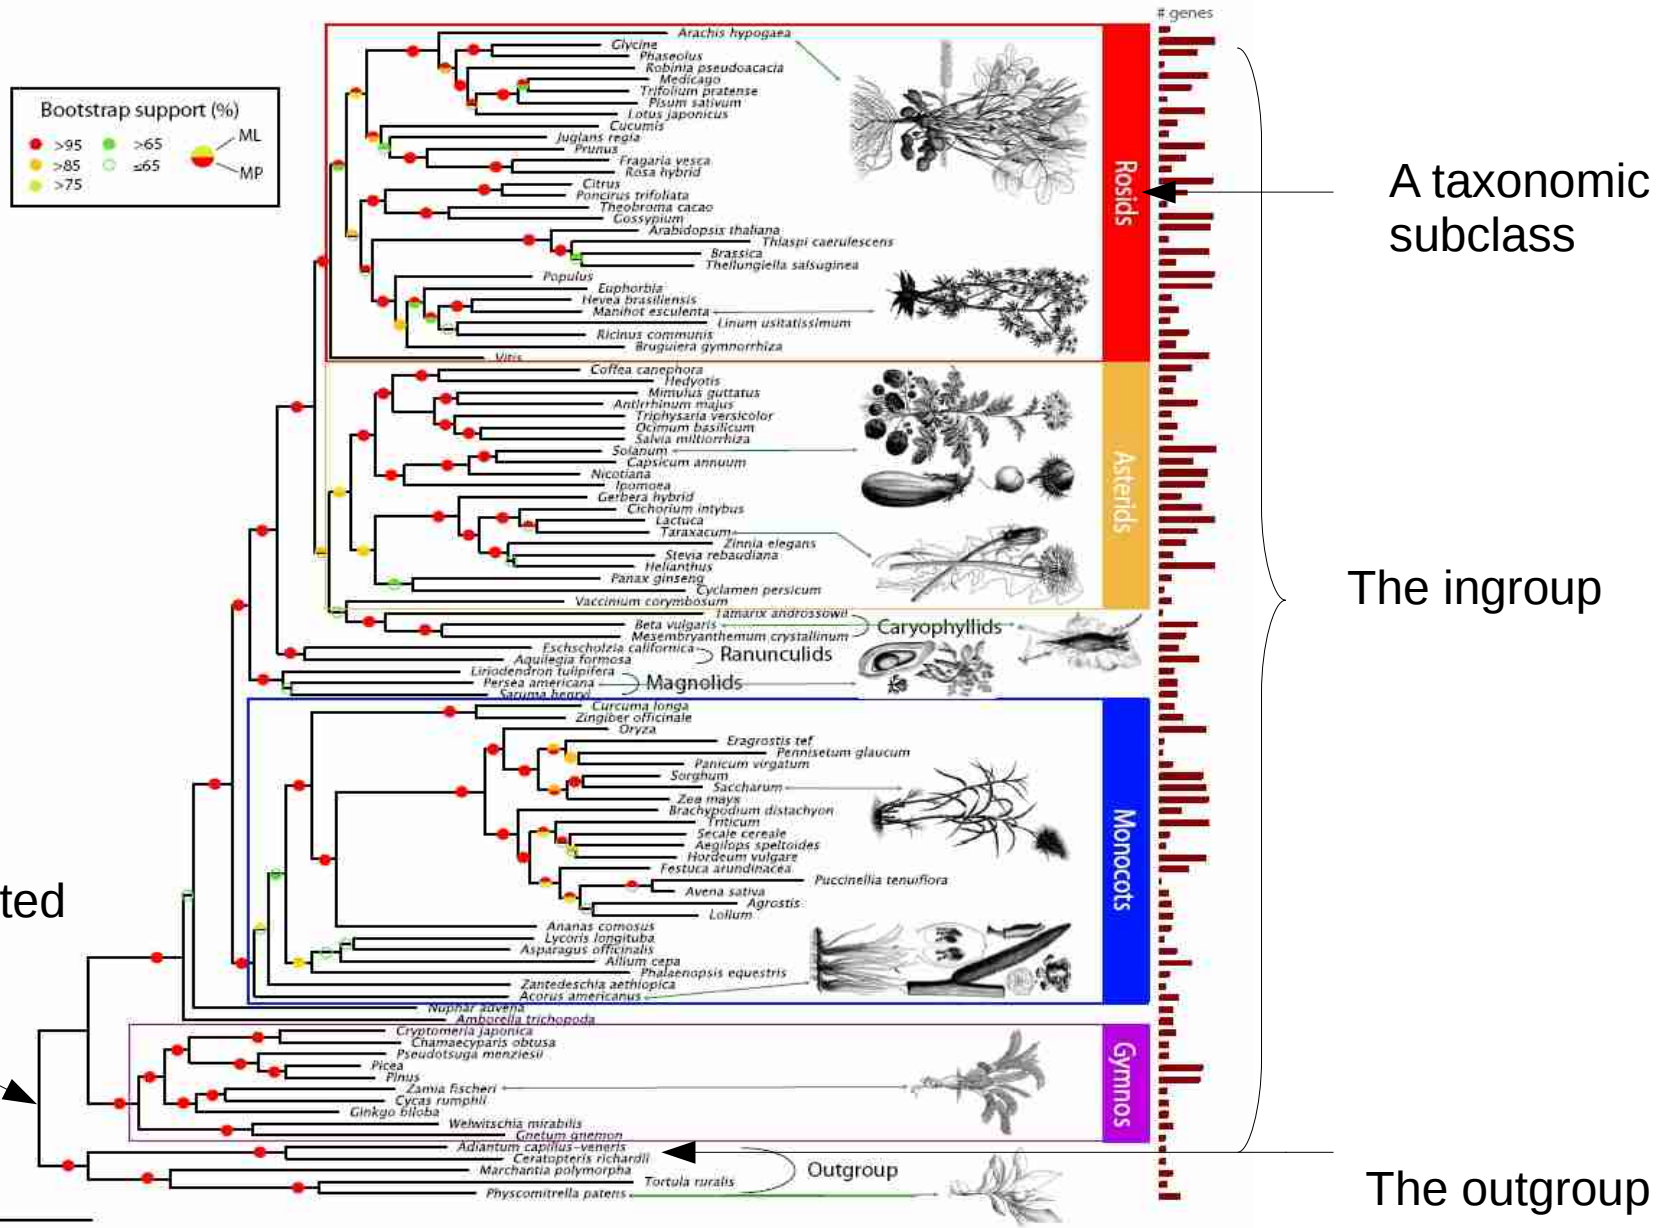 # genes
Bootstrap support (%)
>95
>85
>75
>65
≤65
ML
MP
Arachis hypogaea
Glycine
Phaseolus
Robinia pseudoacacia
Medicago
Trifolium pratense
Pisum sativum
Lotus japonicus
Cucumis
Juglans regia
Prunus
Fragaria vesca
Rosa hybrid
Citrus
Poncirus trifoliata
Theobroma cacao
Gossypium
Arabidopsis thaliana
Thlaspi caerulescens
Brassica
Thellungiella salsuginea
Populus
Euphorbia
Hevea brasiliensis
Manihot esculenta
Linum usitatissimum
Ricinus communis
Bruguiera gymnorrhiza
Vitis
Rosids
A taxonomic
subclass
Coffea canephora
Hedyotis
Mimulus guttatus
Antirrhinum majus
Triphysaria versicolor
Ocimum basilicum
Salvia miltiorrhiza
Solanum
Capsicum annuum
Nicotiana
Ipomoea
Gerbera hybrid
Cichorium intybus
Lactuca
Taraxacum
Zinnia elegans
Stevia rebaudiana
Helianthus
Panax ginseng
Cyclamen persicum
Vaccinium corymbosum
Asterids
The ingroup
Tamarix androssowii
Beta vulgaris
Mesembryanthemum crystallinum
Caryophyllids
Eschscholzia californica
Aquilegia formosa
Ranunculids
Liriodendron tulipifera
Persea americana
Saruma henryi
Magnolids
Curcuma longa
Zingiber officinale
Oryza
Eragrostis tef
Pennisetum glaucum
Panicum virgatum
Sorghum
Saccharum
Zea mays
Brachypodium distachyon
Triticum
Secale cereale
Aegilops speltoides
Hordeum vulgare
Festuca arundinacea
Puccinellia tenuiflora
Avena sativa
Agrostis
Lolium
Ananas comosus
Lycoris longituba
Asparagus officinalis
Allium cepa
Phalaenopsis equestris
Zantedeschia aethiopica
Acorus americanus
Monocots
ted
Nuphar advena
Amborella trichopoda
Cryptomeria japonica
Chamaecyparis obtusa
Pseudotsuga menziesii
Picea
Pinus
Zamia fischeri
Cycas rumphii
Ginkgo biloba
Welwitschia mirabilis
Gnetum gnemon
Gymnos
Adiantum capillus-veneris
Ceratopteris richardii
Marchantia polymorpha
Tortula ruralis
Physcomitrella patens
Outgroup
The outgroup